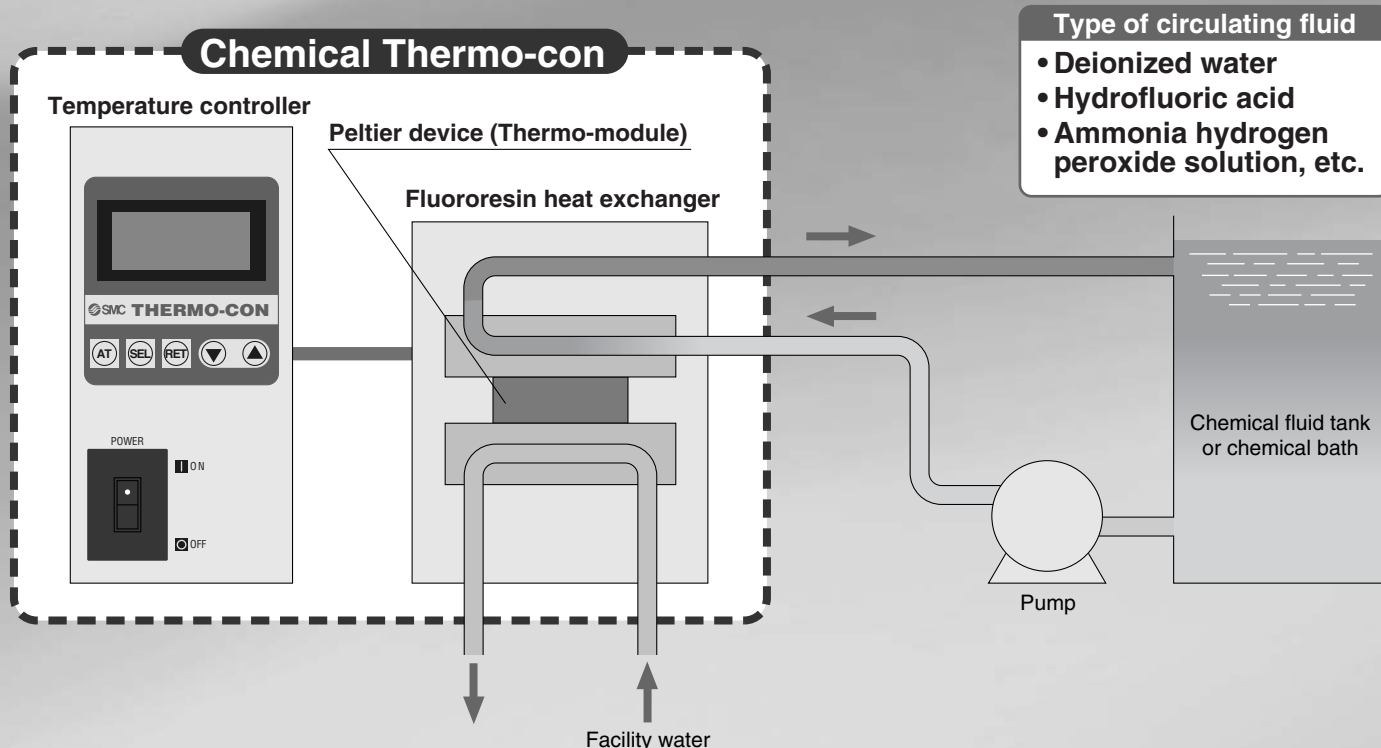 Chemical Thermo-con
Type of circulating fluid
• Deionized water
• Hydrofluoric acid
• Ammonia hydrogen
peroxide solution, etc.
Temperature controller
Peltier device (Thermo-module)
Fluororesin heat exchanger
SMC THERMO-CON
AT SEL RET
POWER
ON
OFF
Chemical fluid tank
or chemical bath
Pump
Facility water